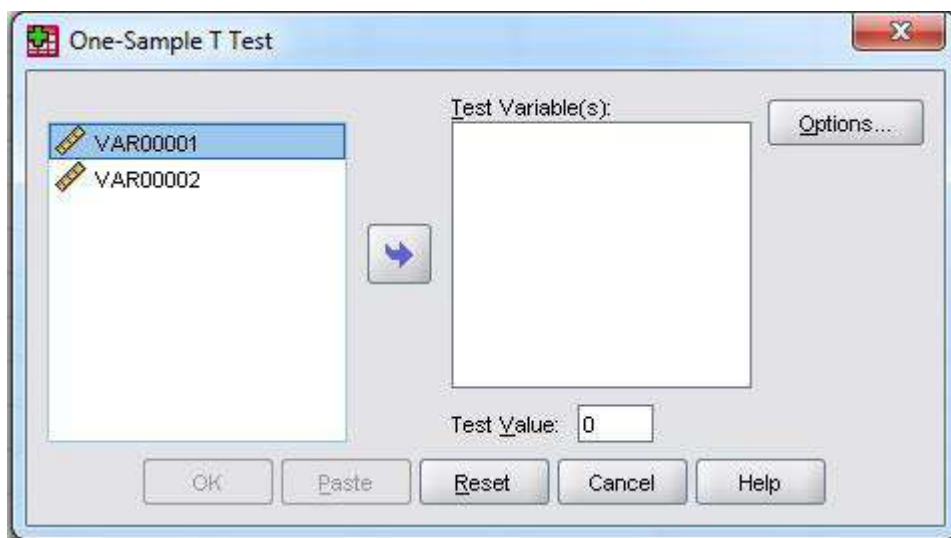 One-Sample T Test
Test Variable(s):
Options...
VAR00001
VAR00002
Test Value: 0
OK Paste Reset Cancel Help